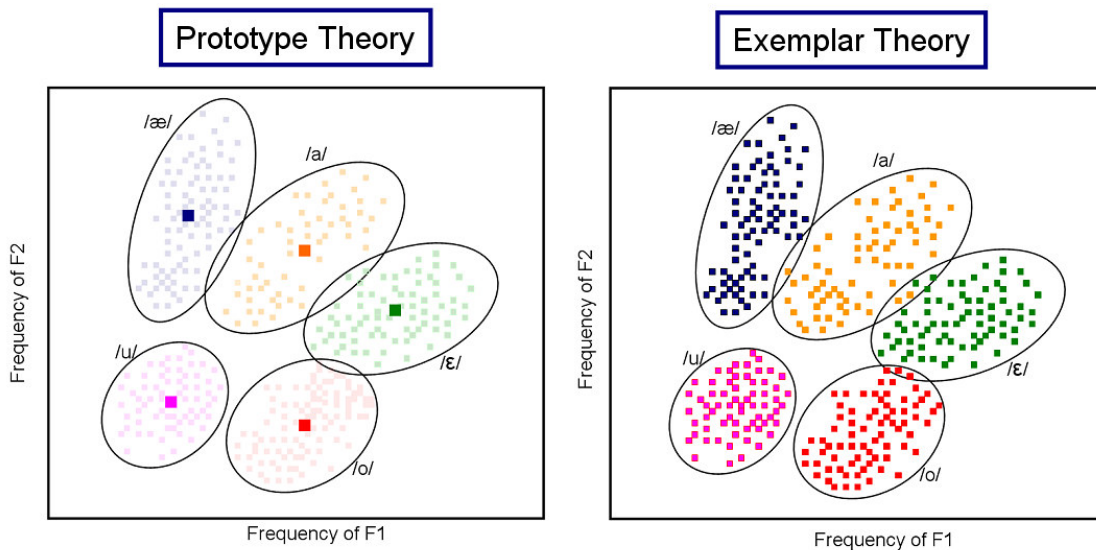 Prototype Theory
Exemplar Theory
/æ/
/a/
/u/
/ɛ/
/o/
Frequency of F2
Frequency of F1
/æ/
/a/
/u/
/ɛ/
/o/
Frequency of F2
Frequency of F1